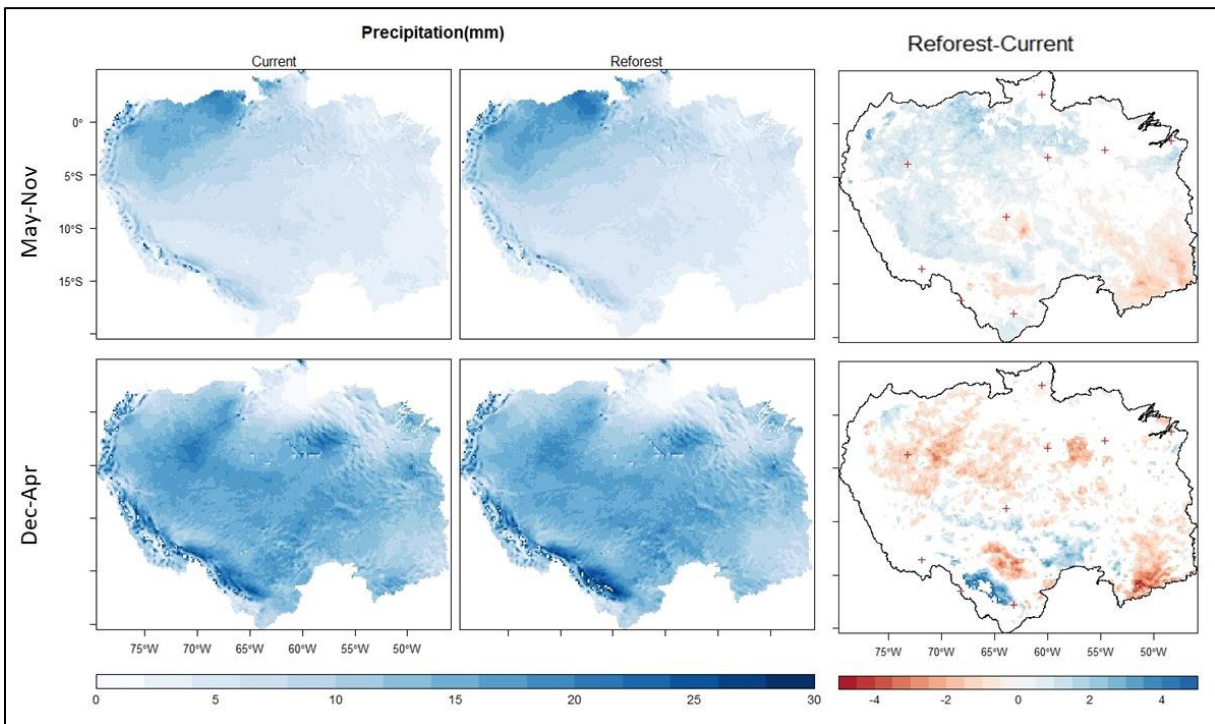 Precipitation(mm)
Reforest-Current
Current
Reforest
May-Nov
0°
5°S
10°S
15°S
Dec-Apr
75°W 70°W 65°W 60°W 55°W 50°W
75°W 68°W 65°W 60°W 55°W 50°W
0 5 10 15 20 25 30
-4 -2 0 2 4